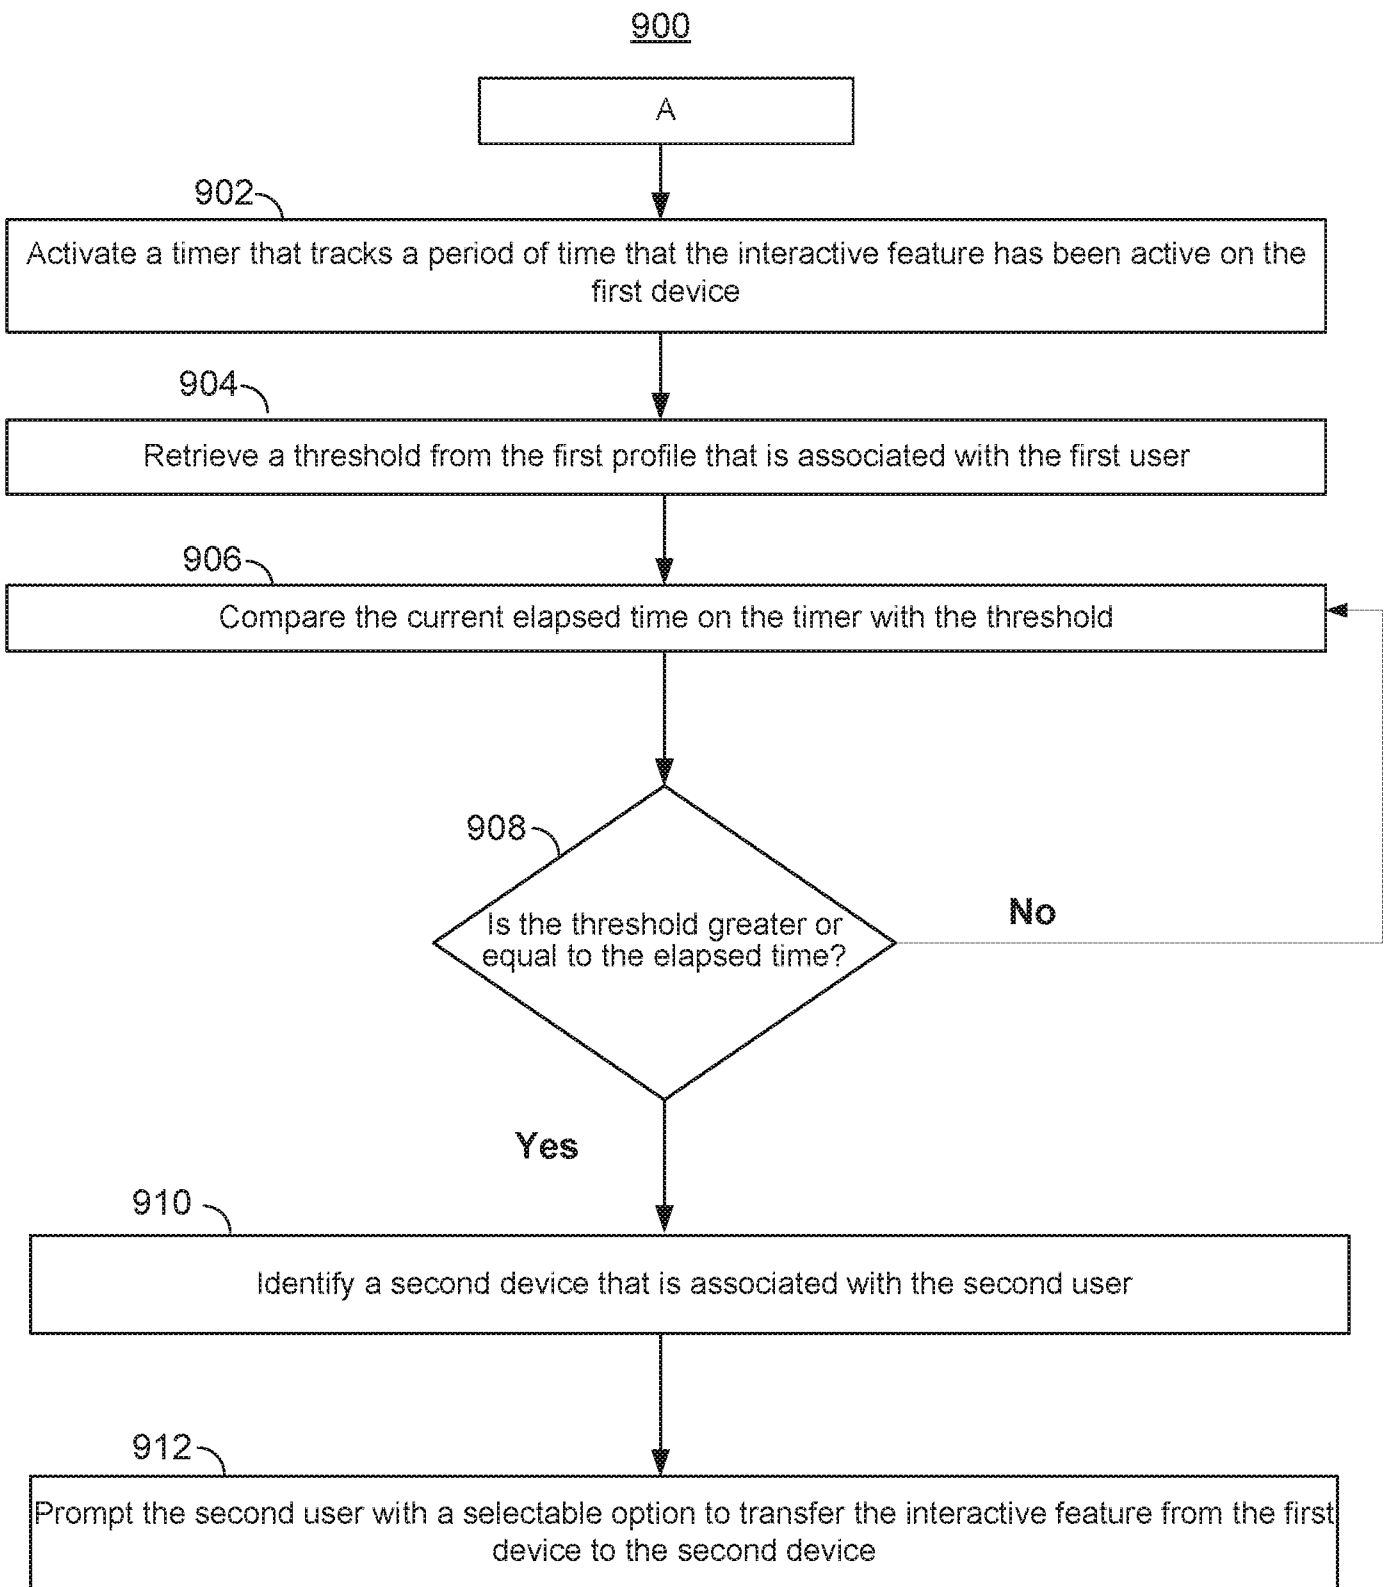 900
A
902
Activate a timer that tracks a period of time that the interactive feature has been active on the
first device
904
Retrieve a threshold from the first profile that is associated with the first user
906
Compare the current elapsed time on the timer with the threshold
908
Is the threshold greater or
equal to the elapsed time?
No
Yes
910
Identify a second device that is associated with the second user
912
Prompt the second user with a selectable option to transfer the interactive feature from the first
device to the second device